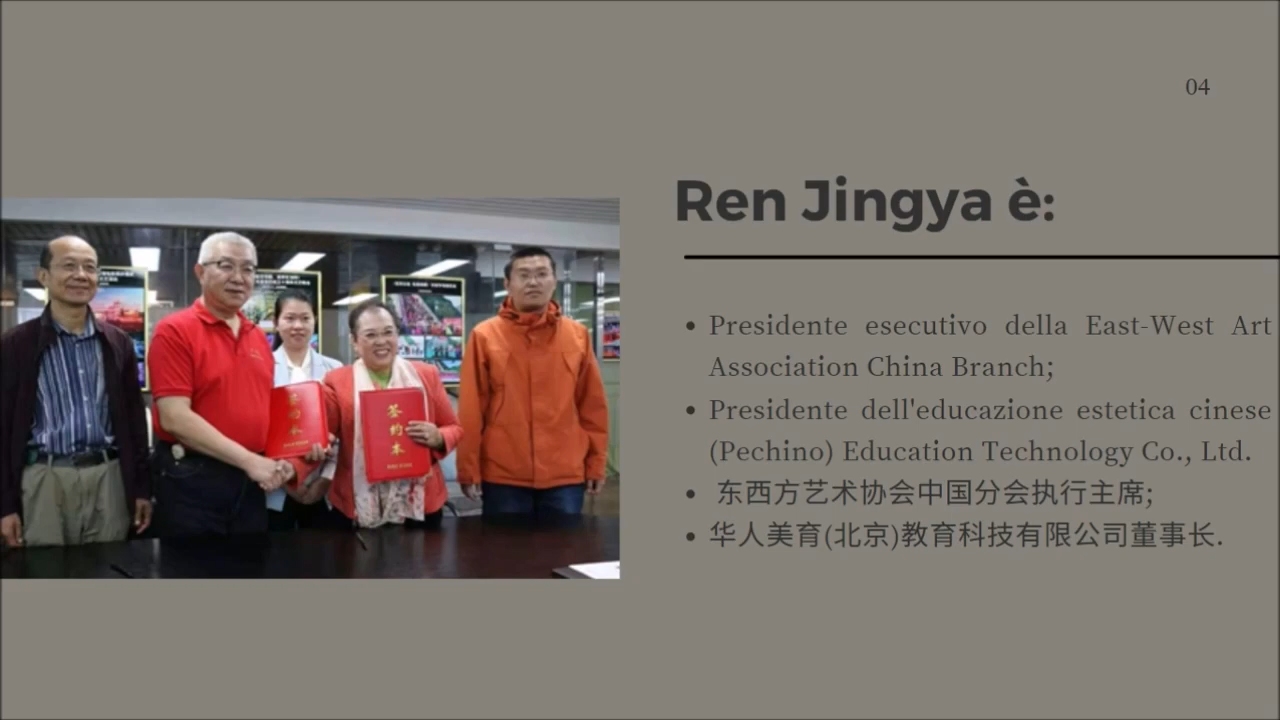 04
Ren Jingya è:
Presidente esecutivo della East-West Art
Association China Branch;
Presidente dell'educazione estetica cinese
(Pechino) Education Technology Co., Ltd.
东西方艺术协会中国分会执行主席;
华人美育(北京)教育科技有限公司董事长.
签约本
签约本